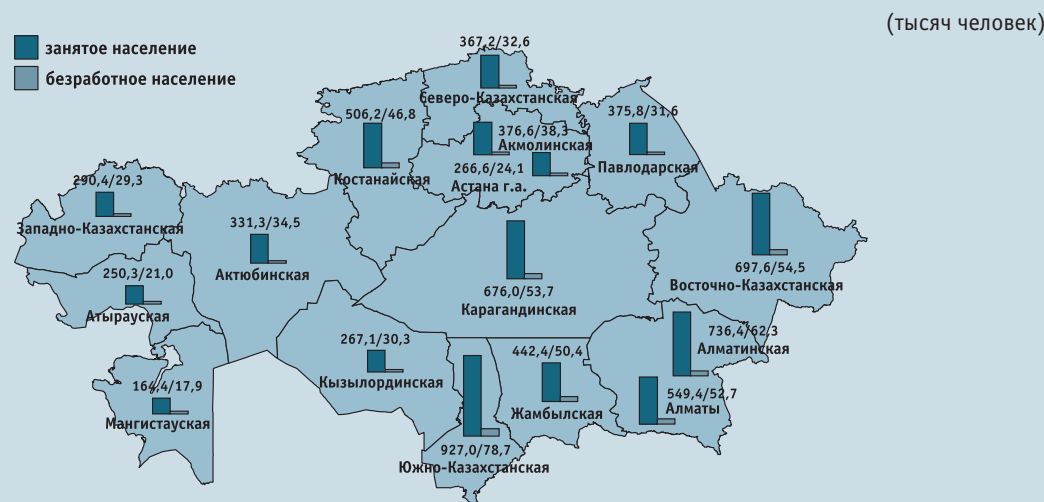 (тысяч человек)
занятое население
безработное население
367,2/32,6
Северо-Казахстанская
506,2/46,8
Костанайская
376,6/38,3
Акмолинская
266,6/24,1
Астана г.а.
375,8/31,6
Павлодарская
290,4/29,3
Западно-Казахстанская
331,3/34,5
Актюбинская
250,3/21,0
Атырауская
676,0/53,7
Карагандинская
697,6/54,5
Восточно-Казахстанская
164,4/17,9
Мангистауская
267,1/30,3
Кызылординская
442,4/50,4
Жамбылская
736,4/62,3
Алматинская
549,4/52,7
Алматы
927,0/78,7
Южно-Казахстанская